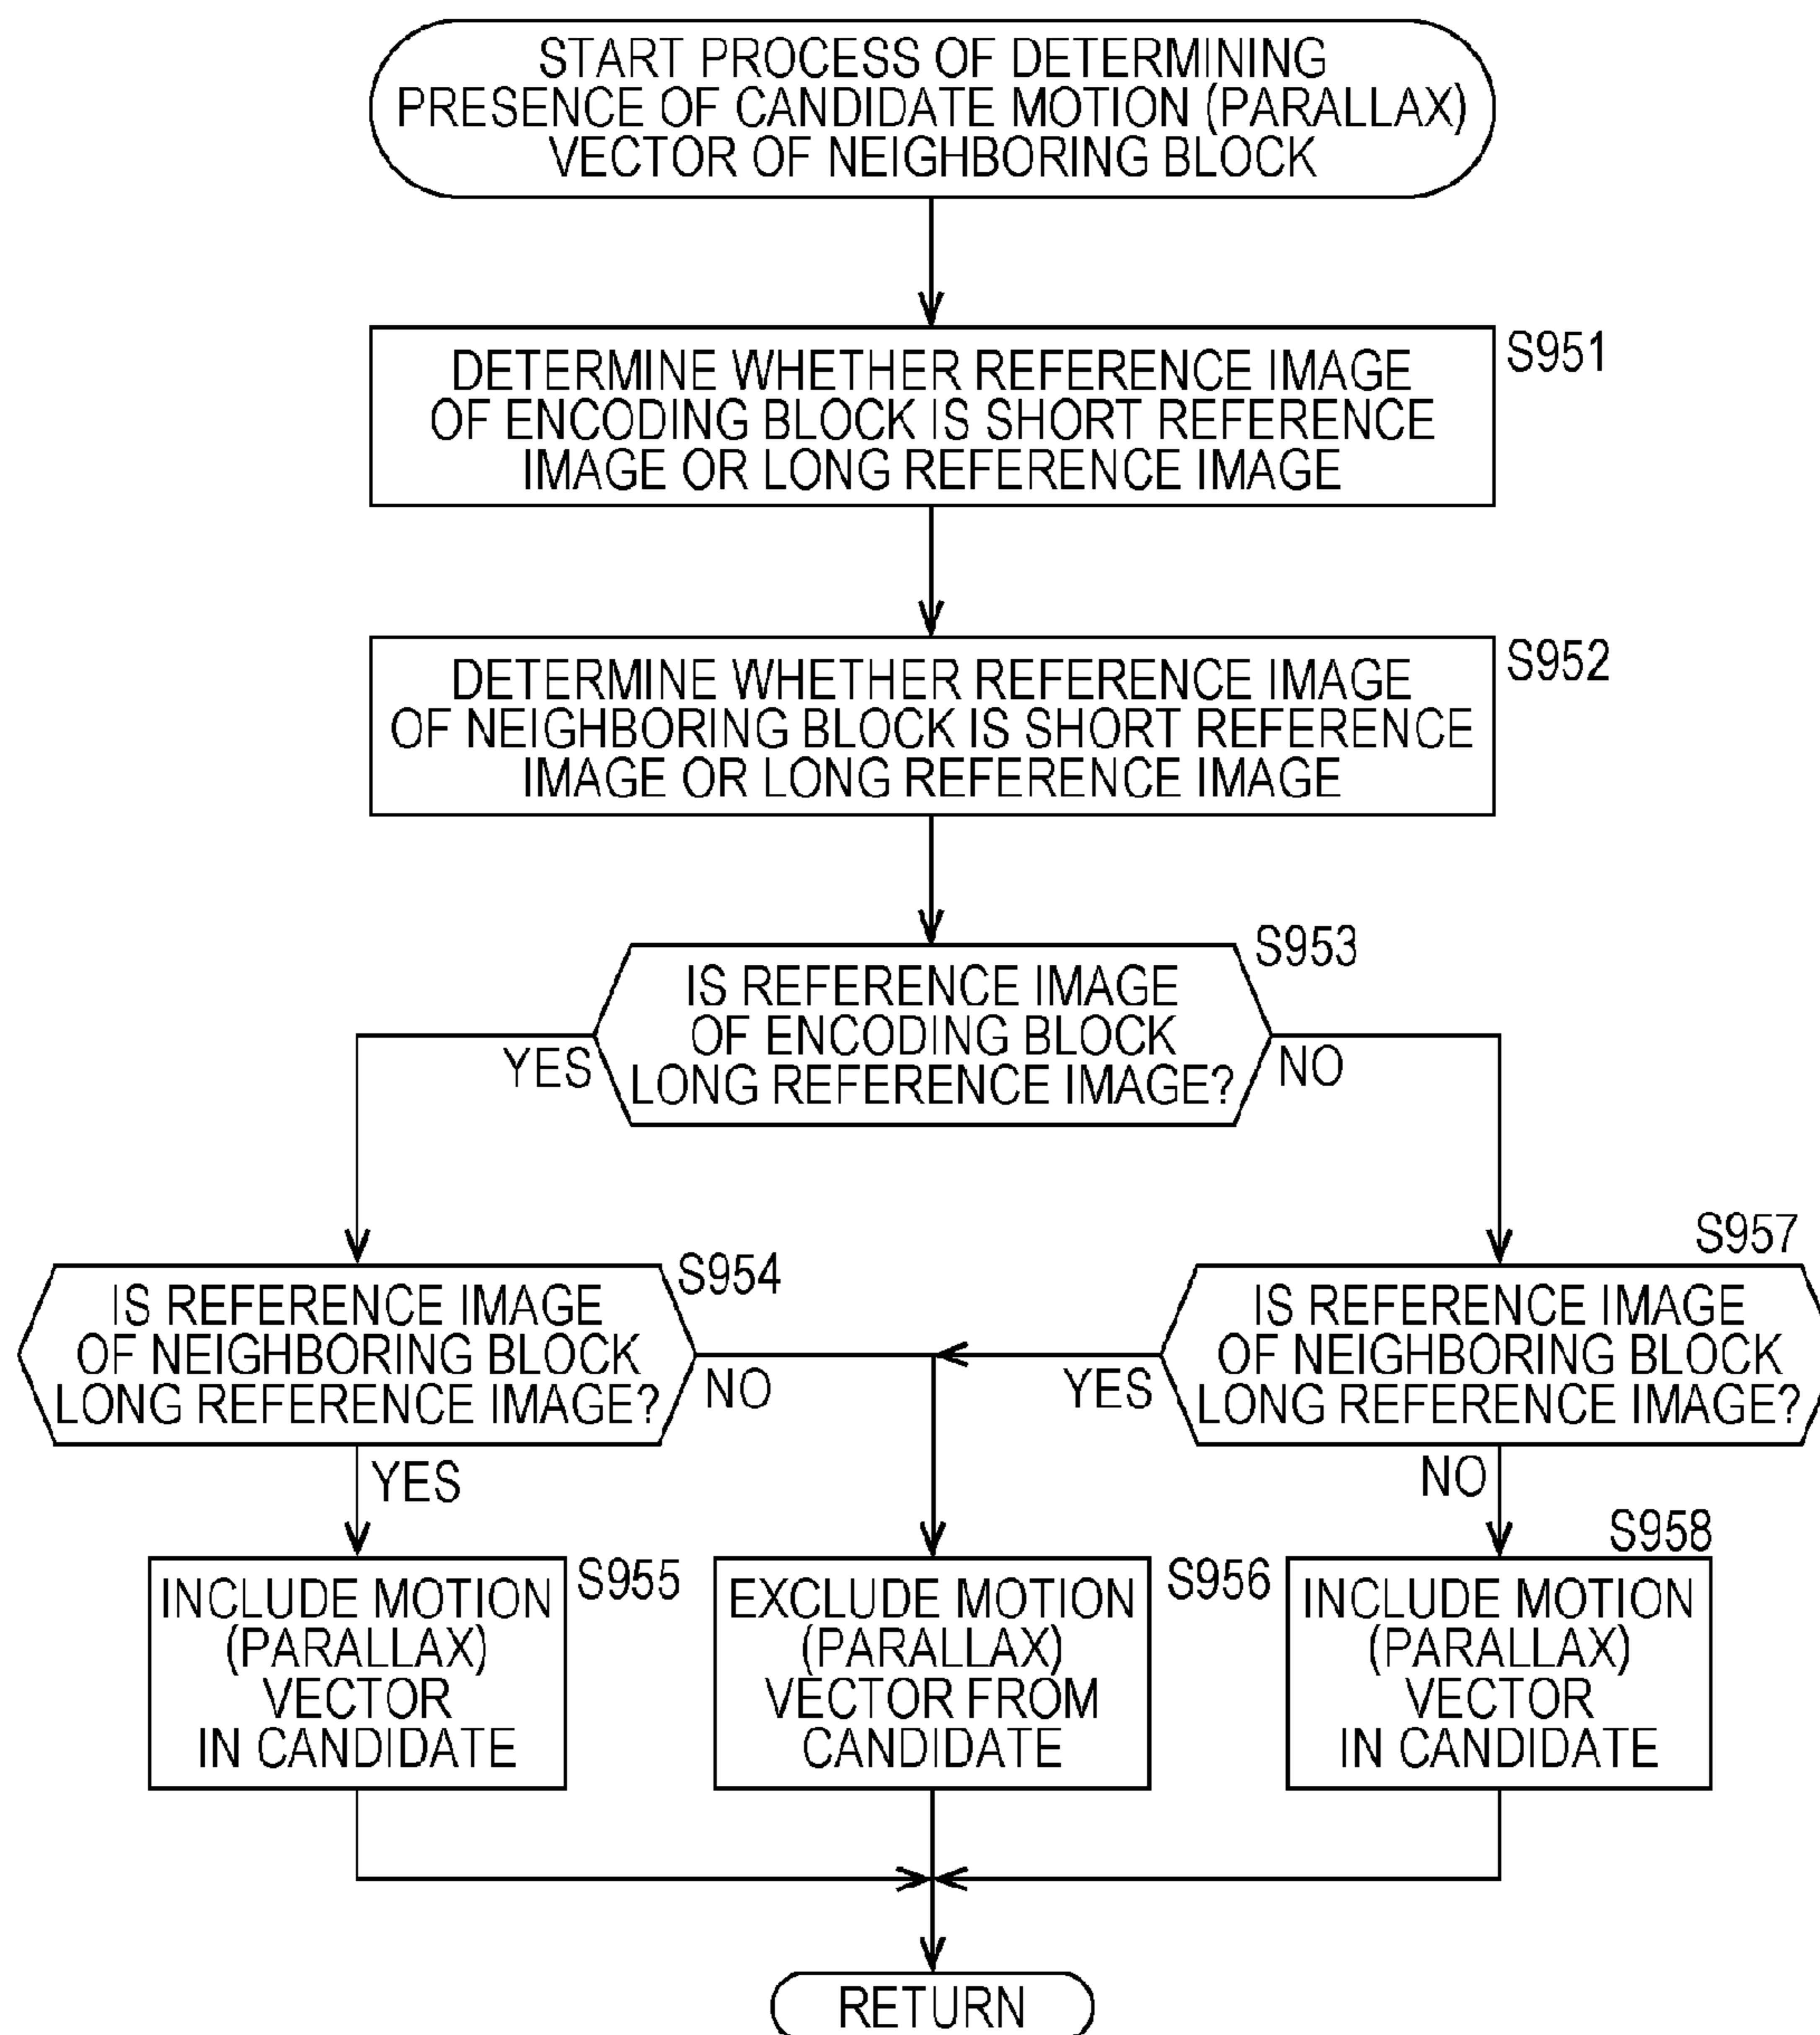 START PROCESS OF DETERMINING
PRESENCE OF CANDIDATE MOTION (PARALLAX)
VECTOR OF NEIGHBORING BLOCK
S951
DETERMINE WHETHER REFERENCE IMAGE
OF ENCODING BLOCK IS SHORT REFERENCE
IMAGE OR LONG REFERENCE IMAGE
S952
DETERMINE WHETHER REFERENCE IMAGE
OF NEIGHBORING BLOCK IS SHORT REFERENCE
IMAGE OR LONG REFERENCE IMAGE
S953
IS REFERENCE IMAGE
OF ENCODING BLOCK
LONG REFERENCE IMAGE?
YES
NO
S954
IS REFERENCE IMAGE
OF NEIGHBORING BLOCK
LONG REFERENCE IMAGE?
NO
YES
S957
IS REFERENCE IMAGE
OF NEIGHBORING BLOCK
LONG REFERENCE IMAGE?
YES
NO
S955
INCLUDE MOTION
(PARALLAX)
VECTOR
IN CANDIDATE
S956
EXCLUDE MOTION
(PARALLAX)
VECTOR FROM
CANDIDATE
S958
INCLUDE MOTION
(PARALLAX)
VECTOR
IN CANDIDATE
RETURN